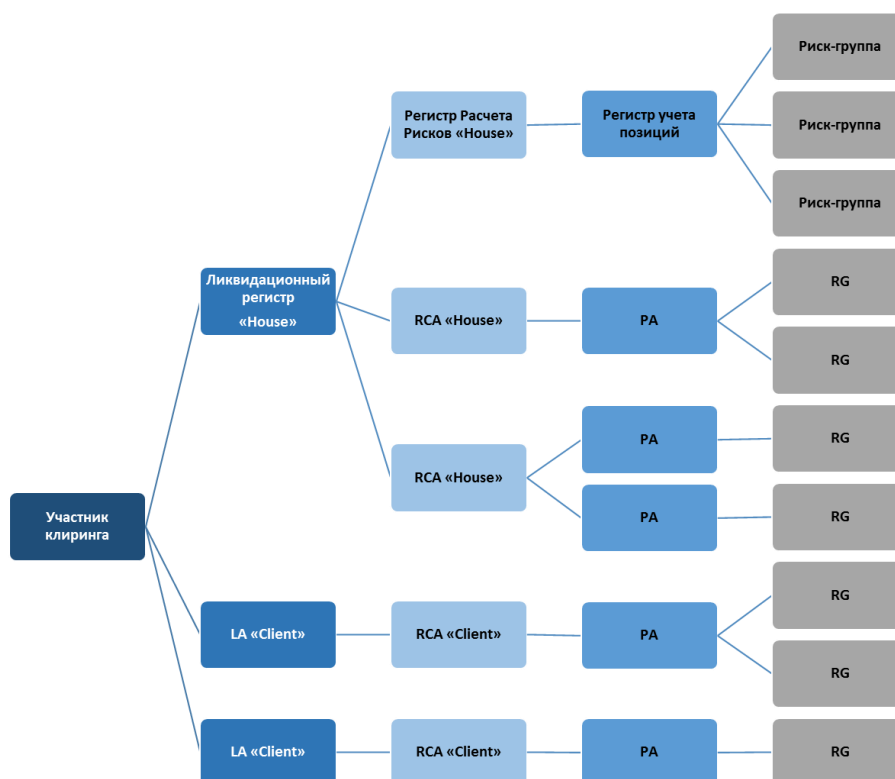 Риск-группа
Регистр Расчета
Рисков «House»
Регистр учета
позиций
Риск-группа
Риск-группа
Ликвидационный
регистр
«House»
RG
RCA «House»
PA
RG
RCA «House»
PA
RG
PA
RG
Участник
клиринга
RG
LA «Client»
RCA «Client»
PA
RG
LA «Client»
RCA «Client»
PA
RG